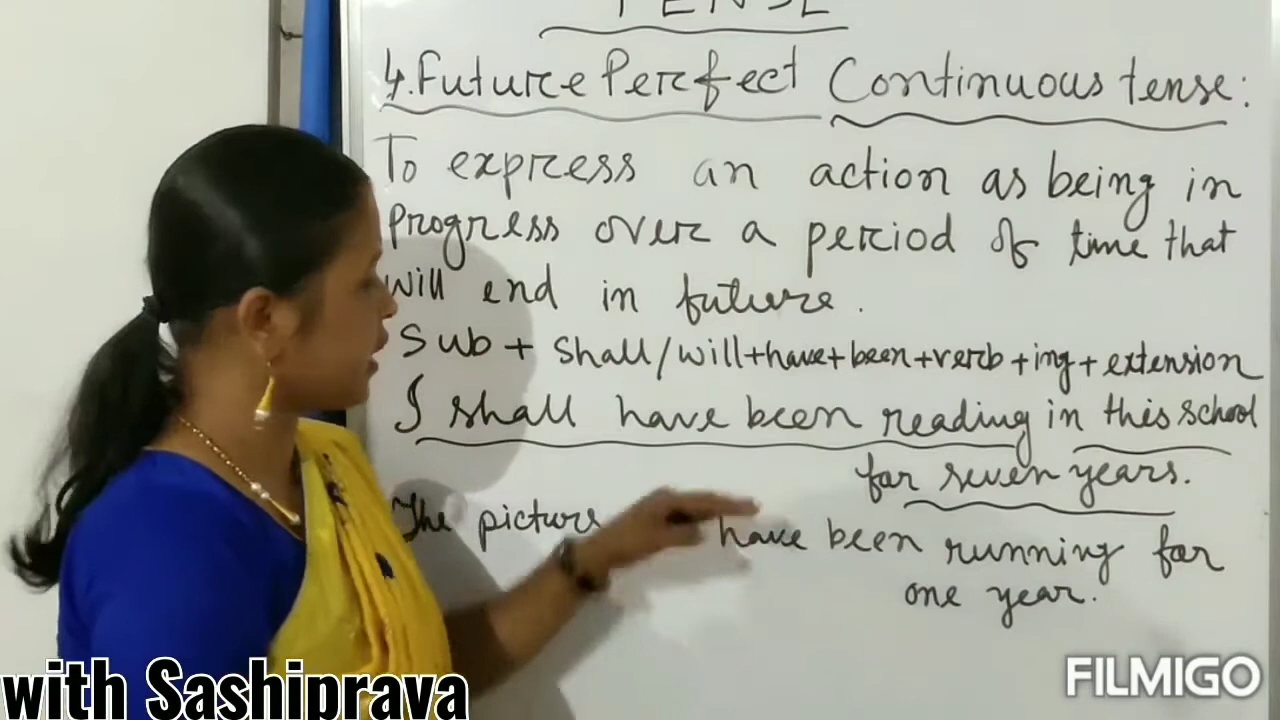 TENSE
4. Future Perfect Continuous tense:
To express an action as being in
progress over a period of time that
will end in future.
Sub + shall/will+have+been+verb+ing+extension
I shall have been reading in this school
for seven years.
The picture have been running for
one year.
with Sashiprava
FILMIGO